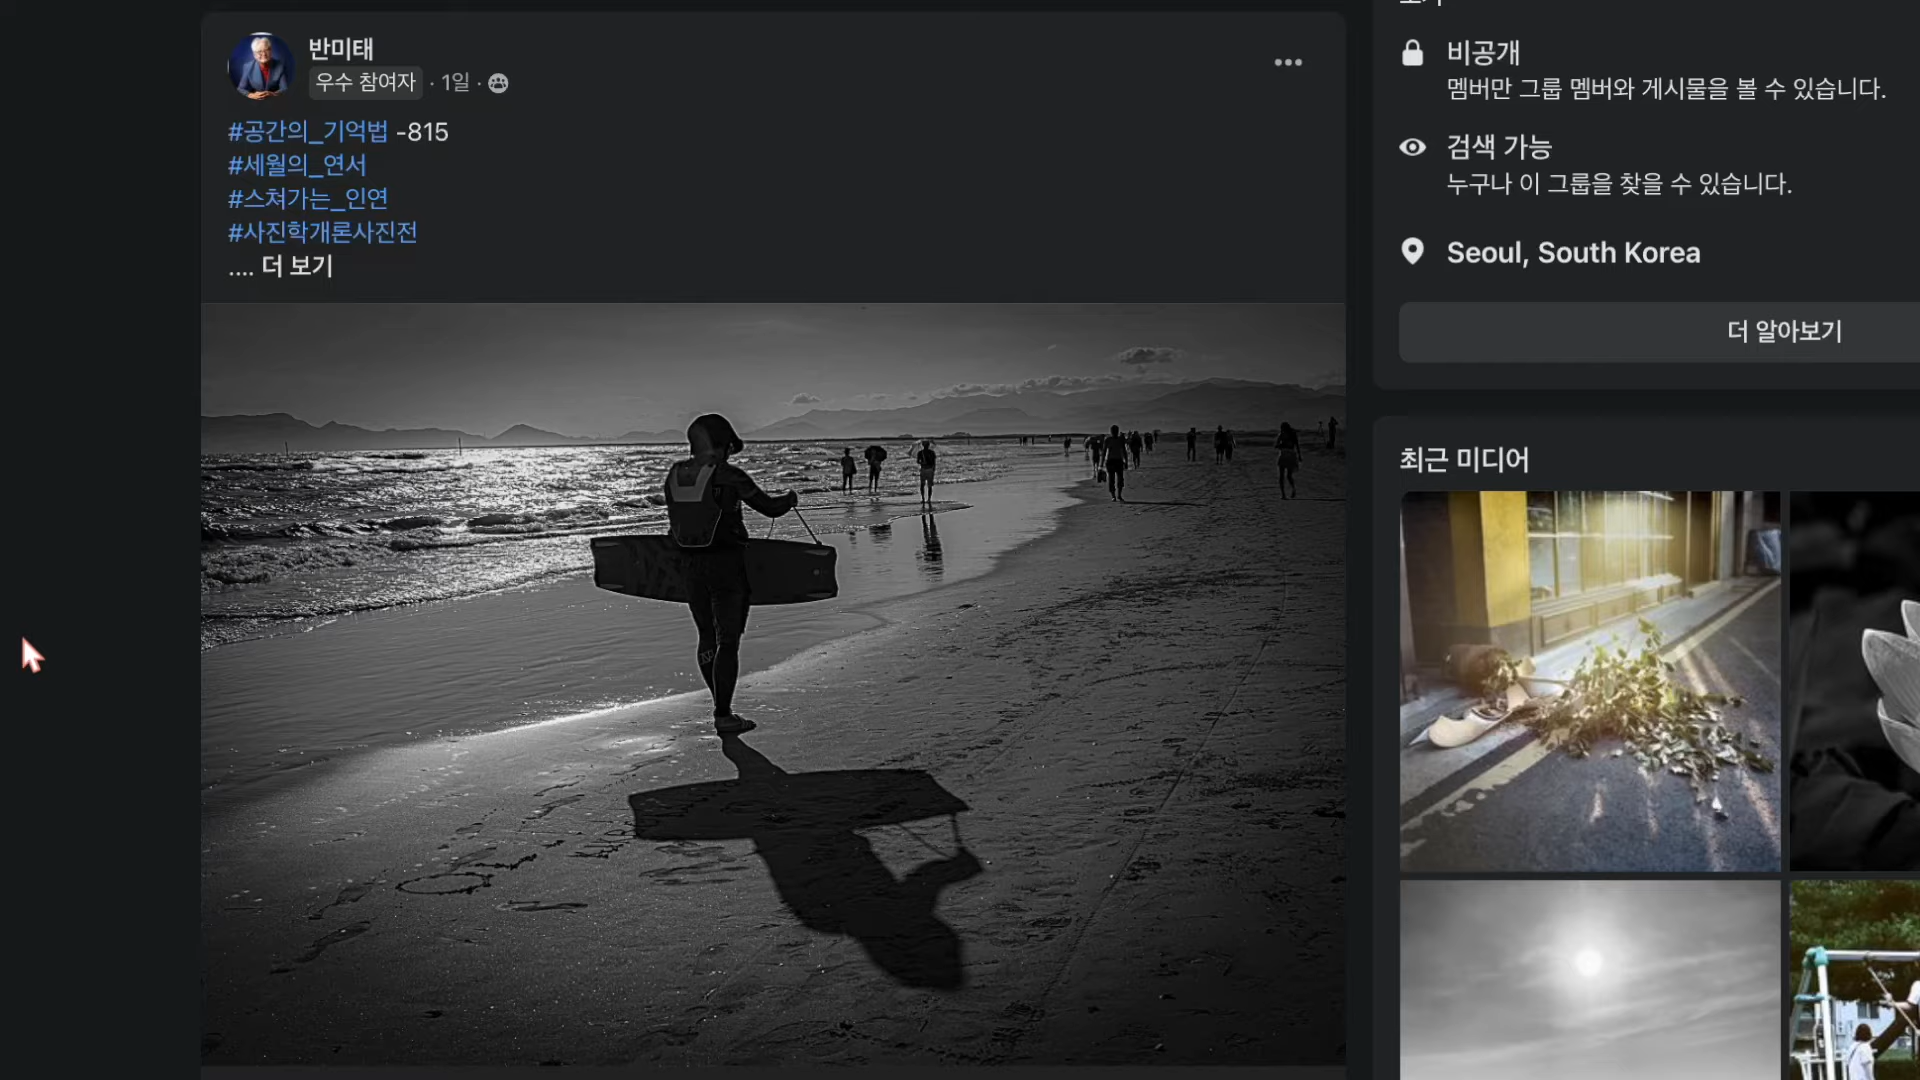 반미태
우수 참여자 · 1일 ·
#공간의_기억법 -815
#세월의_연서
#스쳐가는_인연
#사진학개론사진전
.... 더 보기
비공개
멤버만 그룹 멤버와 게시물을 볼 수 있습니다.
검색 가능
누구나 이 그룹을 찾을 수 있습니다.
Seoul, South Korea
더 알아보기
최근 미디어